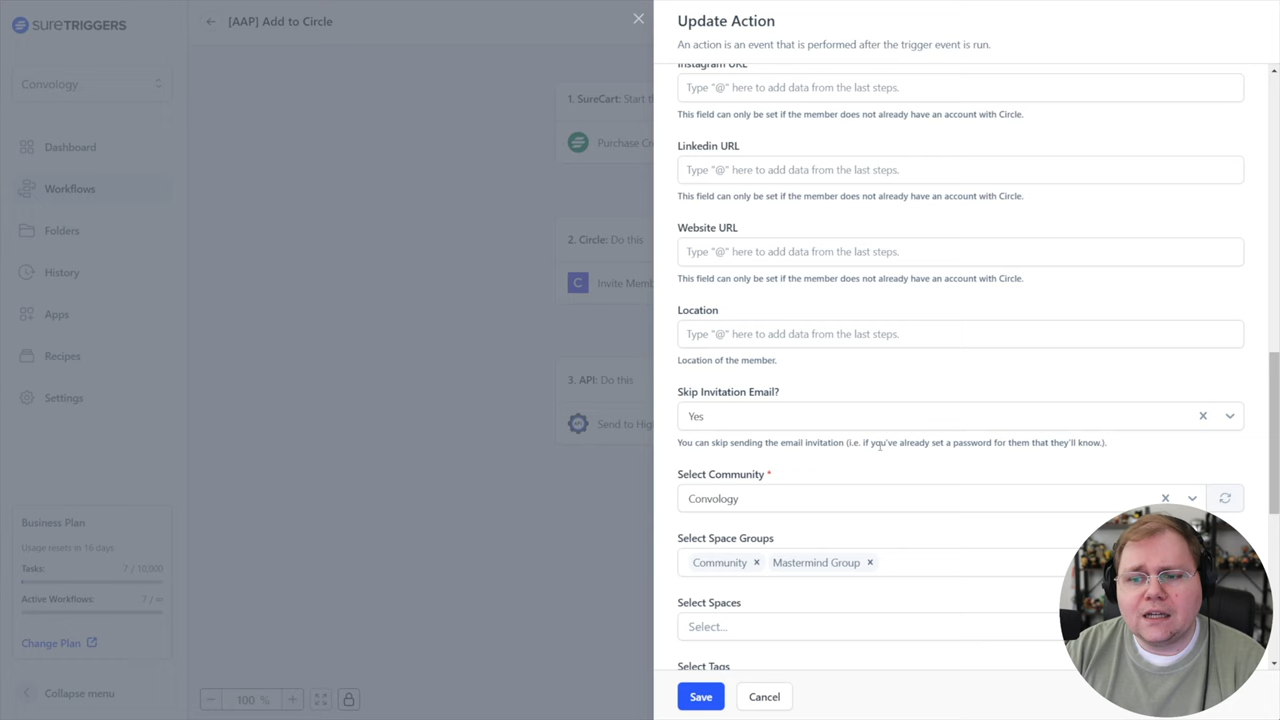 SURETRIGGERS
[AAP] Add to Circle
Convology
Dashboard
Workflows
Folders
History
Apps
Recipes
Settings
Business Plan
Usage resets in 16 days
Tasks: 7 / 10,000
Active Workflows: 7 / ∞
Change Plan
Collapse menu
1. SureCart: Start
Purchase
2. Circle: Do this
Invite
3. API: Do this
Send to
100 %
Update Action
An action is an event that is performed after the trigger event is run.
Instagram URL
Type "@" here to add data from the last steps.
This field can only be set if the member does not already have an account with Circle.
Linkedin URL
Type "@" here to add data from the last steps.
This field can only be set if the member does not already have an account with Circle.
Website URL
Type "@" here to add data from the last steps.
This field can only be set if the member does not already have an account with Circle.
Location
Type "@" here to add data from the last steps.
Location of the member.
Skip Invitation Email?
Yes
You can skip sending the email invitation (i.e. if you've already set a password for them that they'll know.).
Select Community *
Convology
Select Space Groups
Community × Mastermind Group ×
Select Spaces
Select...
Select Tags
Save Cancel